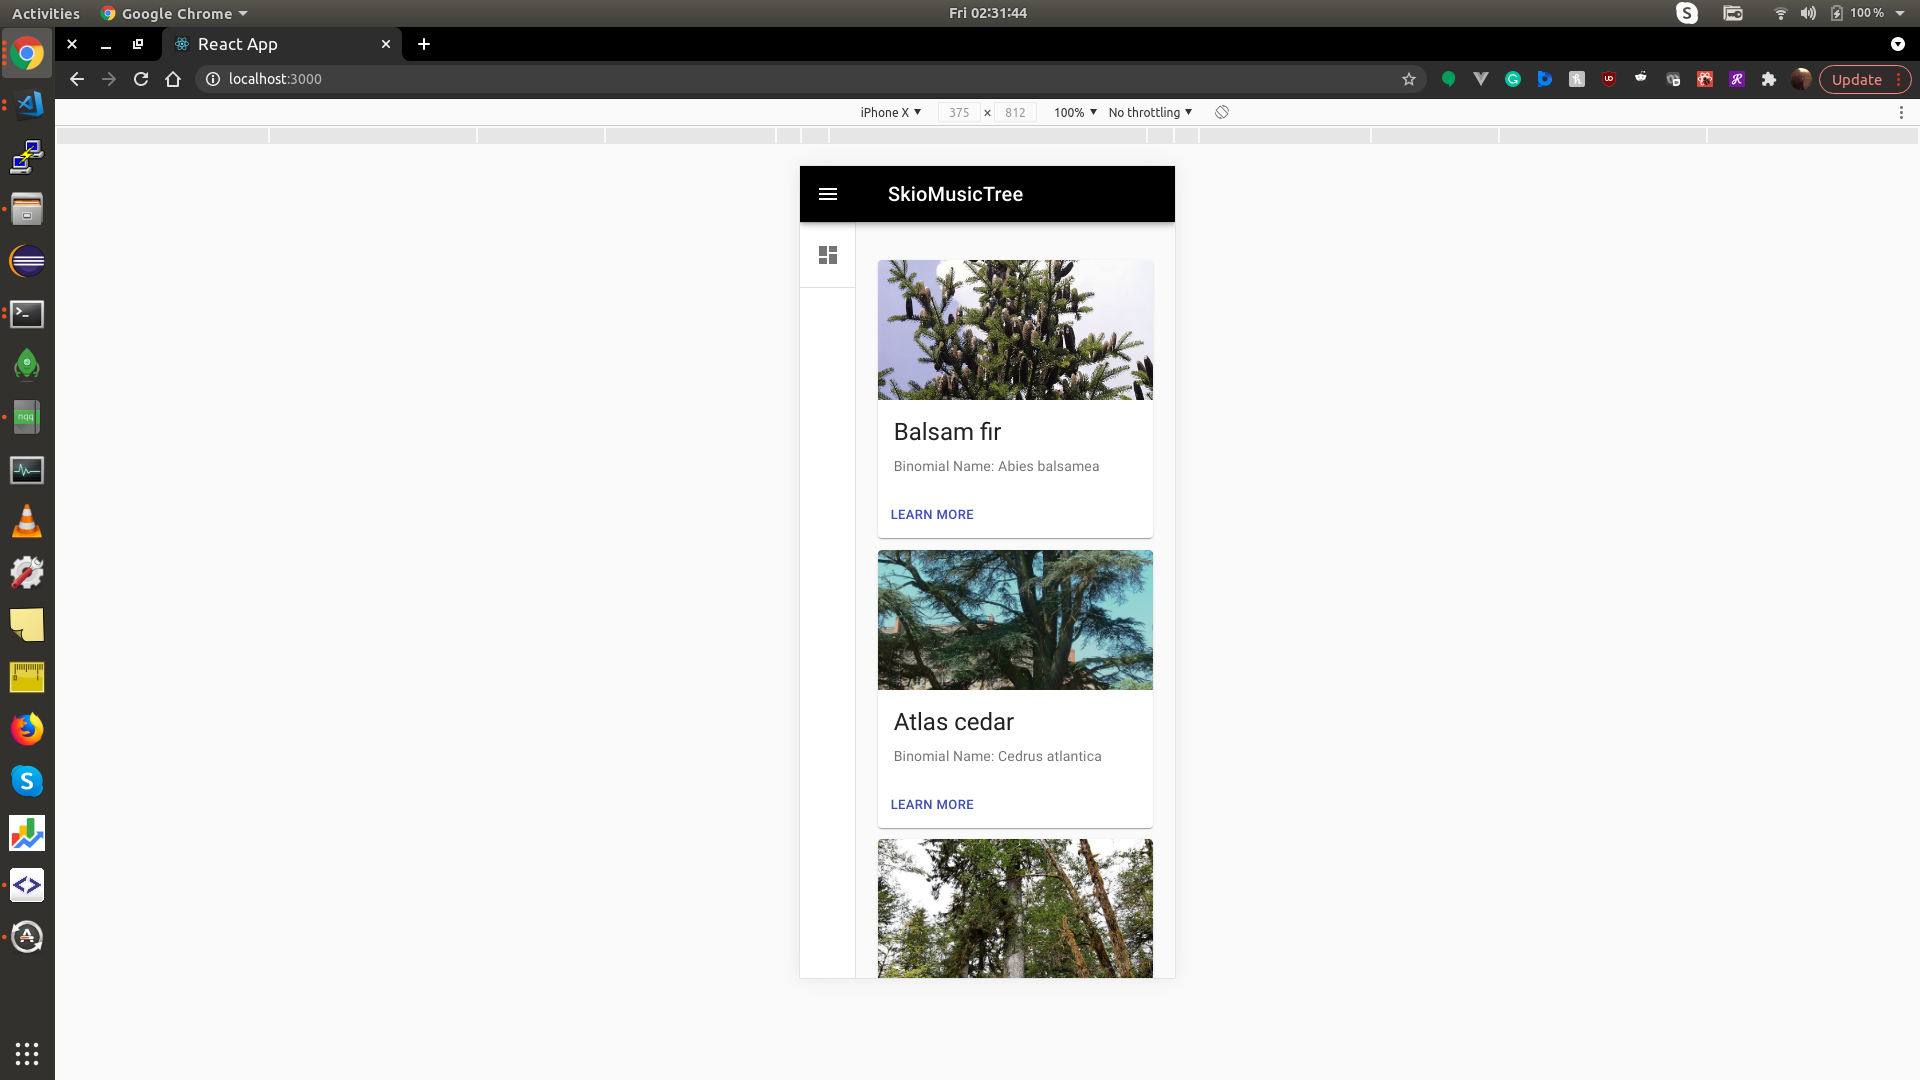 Activities Google Chrome Fri 02:31:44 100 %
React App
localhost:3000 Update
iPhone X 375 × 812 100% No throttling
SkioMusicTree
Balsam fir
Binomial Name: Abies balsamea
LEARN MORE
Atlas cedar
Binomial Name: Cedrus atlantica
LEARN MORE
nqq